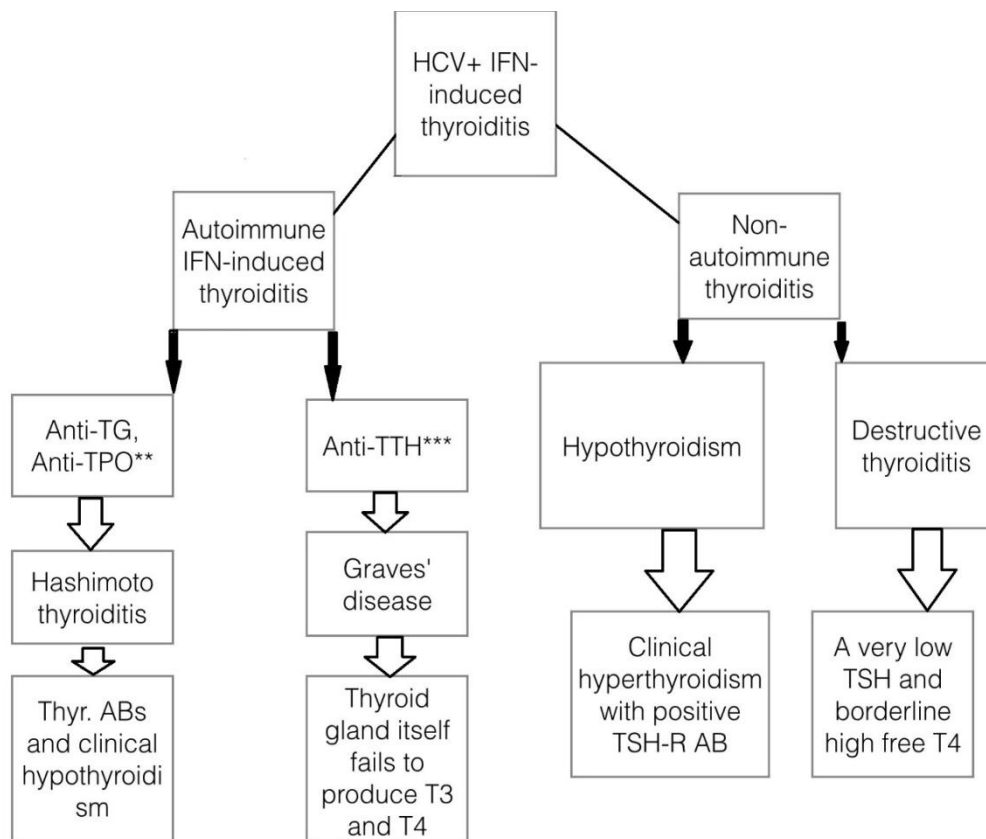 HCV+ IFN-
induced
thyroiditis
Autoimmune
IFN-induced
thyroiditis
Non-
autoimmune
thyroiditis
Anti-TG,
Anti-TPO**
Anti-TTH***
Hypothyroidism
Destructive
thyroiditis
Hashimoto
thyroiditis
Graves'
disease
Clinical
hyperthyroidism
with positive
TSH-R AB
A very low
TSH and
borderline
high free T4
Thyr. ABs
and clinical
hypothyroidi
sm
Thyroid
gland itself
fails to
produce T3
and T4